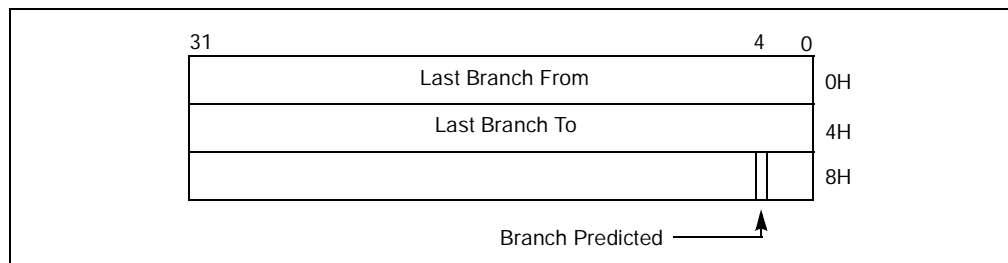 31 4 0
Last Branch From 0H
Last Branch To 4H
8H
Branch Predicted